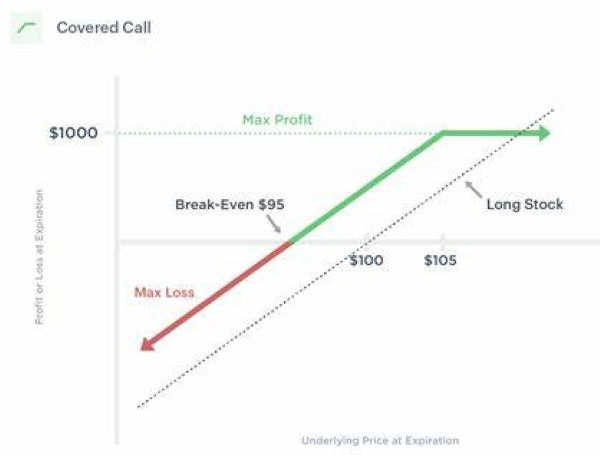 Covered Call
Max Profit
$1000
Break-Even $95
Long Stock
$100
$105
Max Loss
Profit or Loss at Expiration
Underlying Price at Expiration